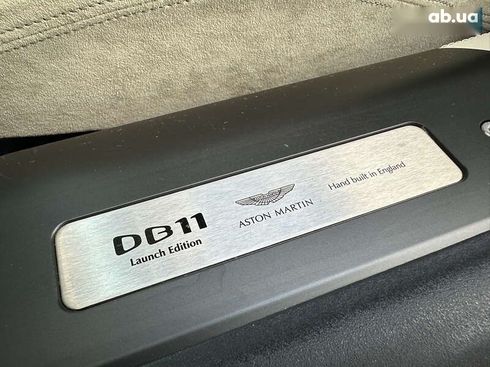 ab.ua
DB11
Launch Edition
ASTON MARTIN
Hand built in England